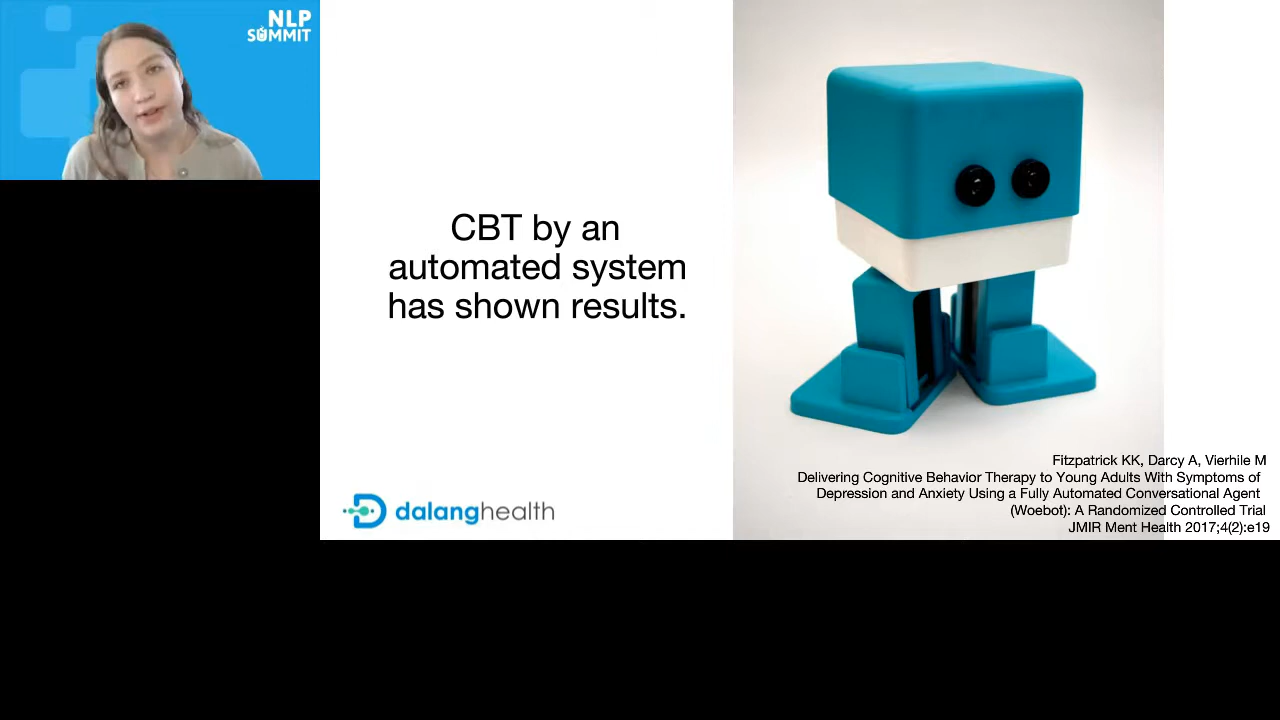 NLP
SUMMIT
CBT by an
automated system
has shown results.
dalanghealth
Fitzpatrick KK, Darcy A, Vierhile M
Delivering Cognitive Behavior Therapy to Young Adults With Symptoms of
Depression and Anxiety Using a Fully Automated Conversational Agent
(Woebot): A Randomized Controlled Trial
JMIR Ment Health 2017;4(2):e19